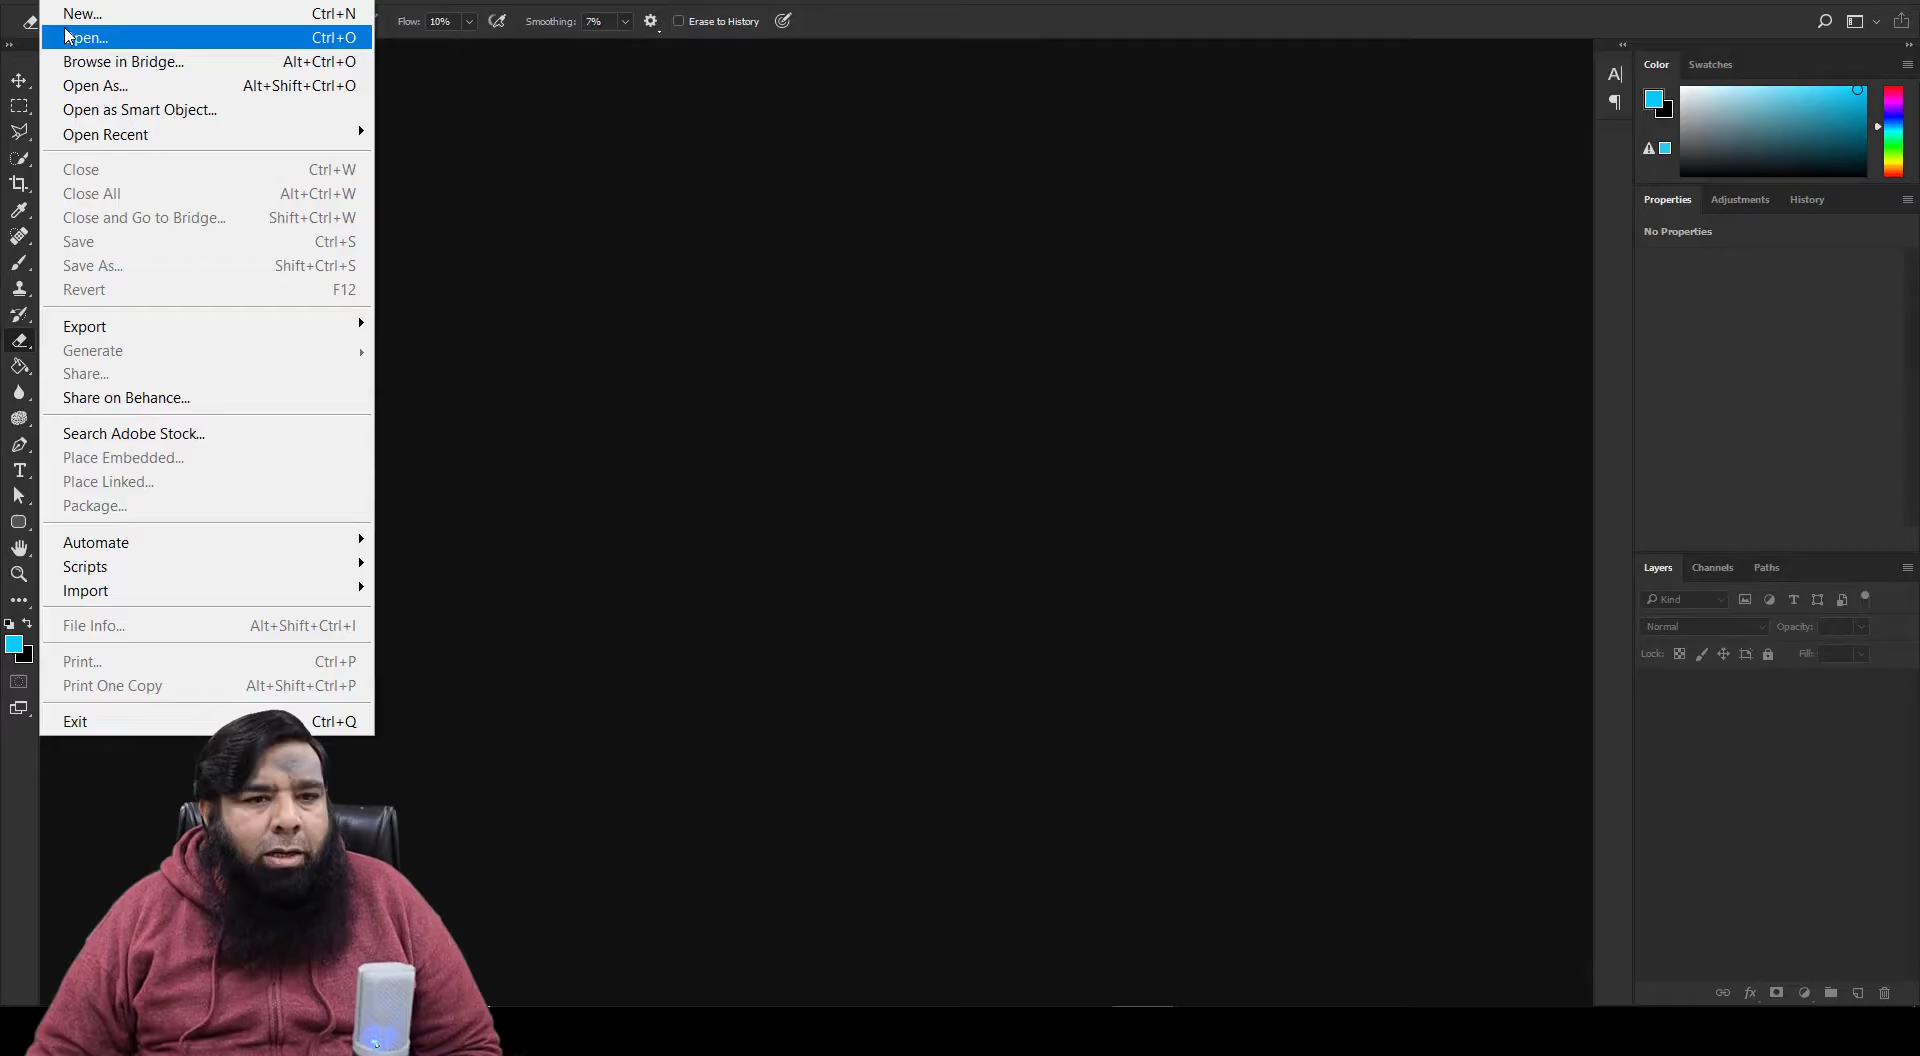 New... Ctrl+N
Flow: 10% Smoothing: 7% Erase to History
pen... Ctrl+O
Browse in Bridge... Alt+Ctrl+O
Open As... Alt+Shift+Ctrl+O
Open as Smart Object...
Open Recent
Close Ctrl+W
Close All Alt+Ctrl+W
Close and Go to Bridge... Shift+Ctrl+W
Save Ctrl+S
Save As... Shift+Ctrl+S
Revert F12
Export
Generate
Share...
Share on Behance...
Search Adobe Stock...
Place Embedded...
Place Linked...
Package...
Automate
Scripts
Import
File Info... Alt+Shift+Ctrl+I
Print... Ctrl+P
Print One Copy Alt+Shift+Ctrl+P
Exit Ctrl+Q
Color Swatches
Properties Adjustments History
No Properties
Layers Channels Paths
Kind
Normal Opacity:
Lock: Fill: